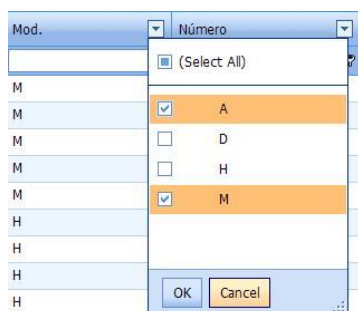 Mod. Número
(Select All)
M
M A
M D
M H
M M
H
H
H
H OK Cancel